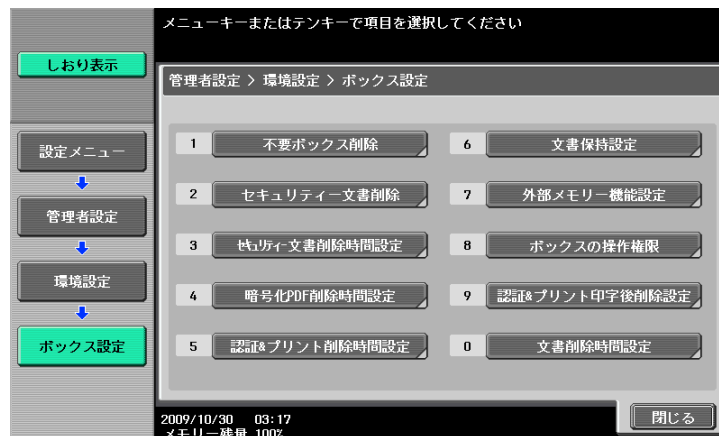 メニューキーまたはテンキーで項目を選択してください
しおり表示
管理者設定 > 環境設定 > ボックス設定
設定メニュー
管理者設定
環境設定
ボックス設定
1 不要ボックス削除
2 セキュリティー文書削除
3 ｾｷｭﾘﾃｨｰ文書削除時間設定
4 暗号化PDF削除時間設定
5 認証&プリント削除時間設定
6 文書保持設定
7 外部メモリー機能設定
8 ボックスの操作権限
9 認証&プリント印字後削除設定
0 文書削除時間設定
2009/10/30 03:17
メモリー残量 100%
閉じる